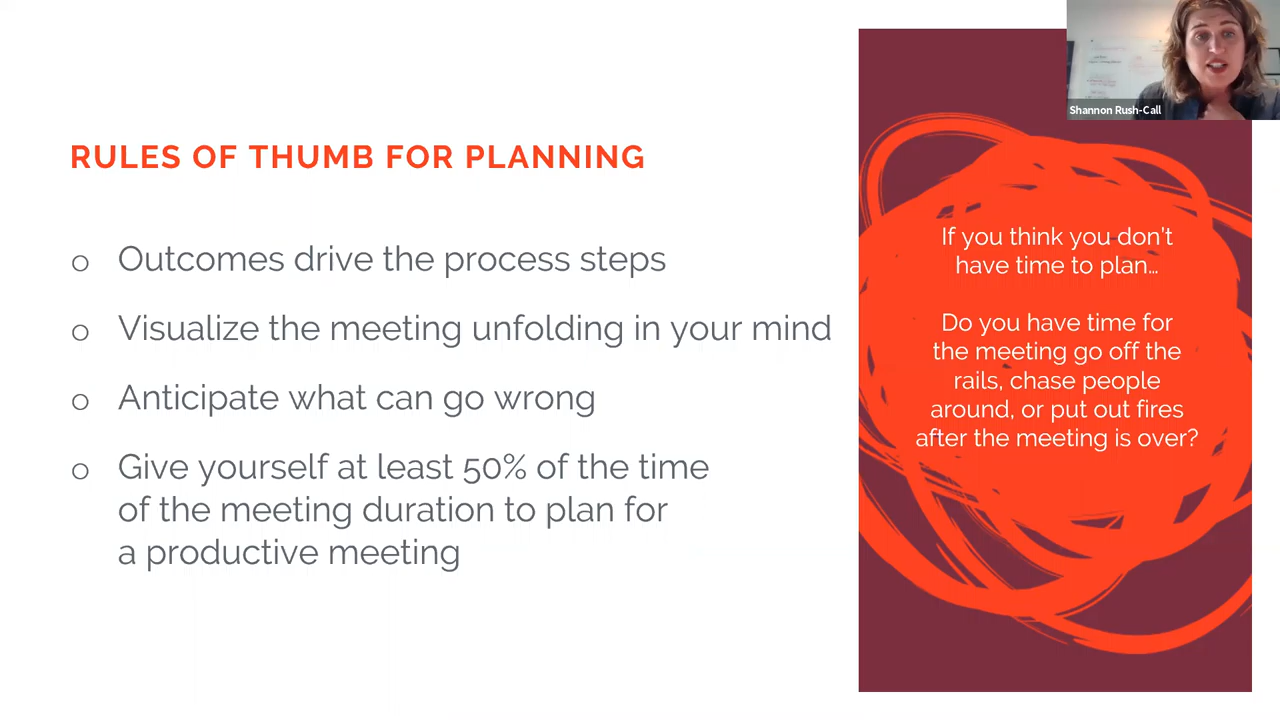 Shannon Rush-Call
RULES OF THUMB FOR PLANNING
o Outcomes drive the process steps
o Visualize the meeting unfolding in your mind
o Anticipate what can go wrong
o Give yourself at least 50% of the time
of the meeting duration to plan for
a productive meeting
If you think you don't
have time to plan...
Do you have time for
the meeting go off the
rails, chase people
around, or put out fires
after the meeting is over?